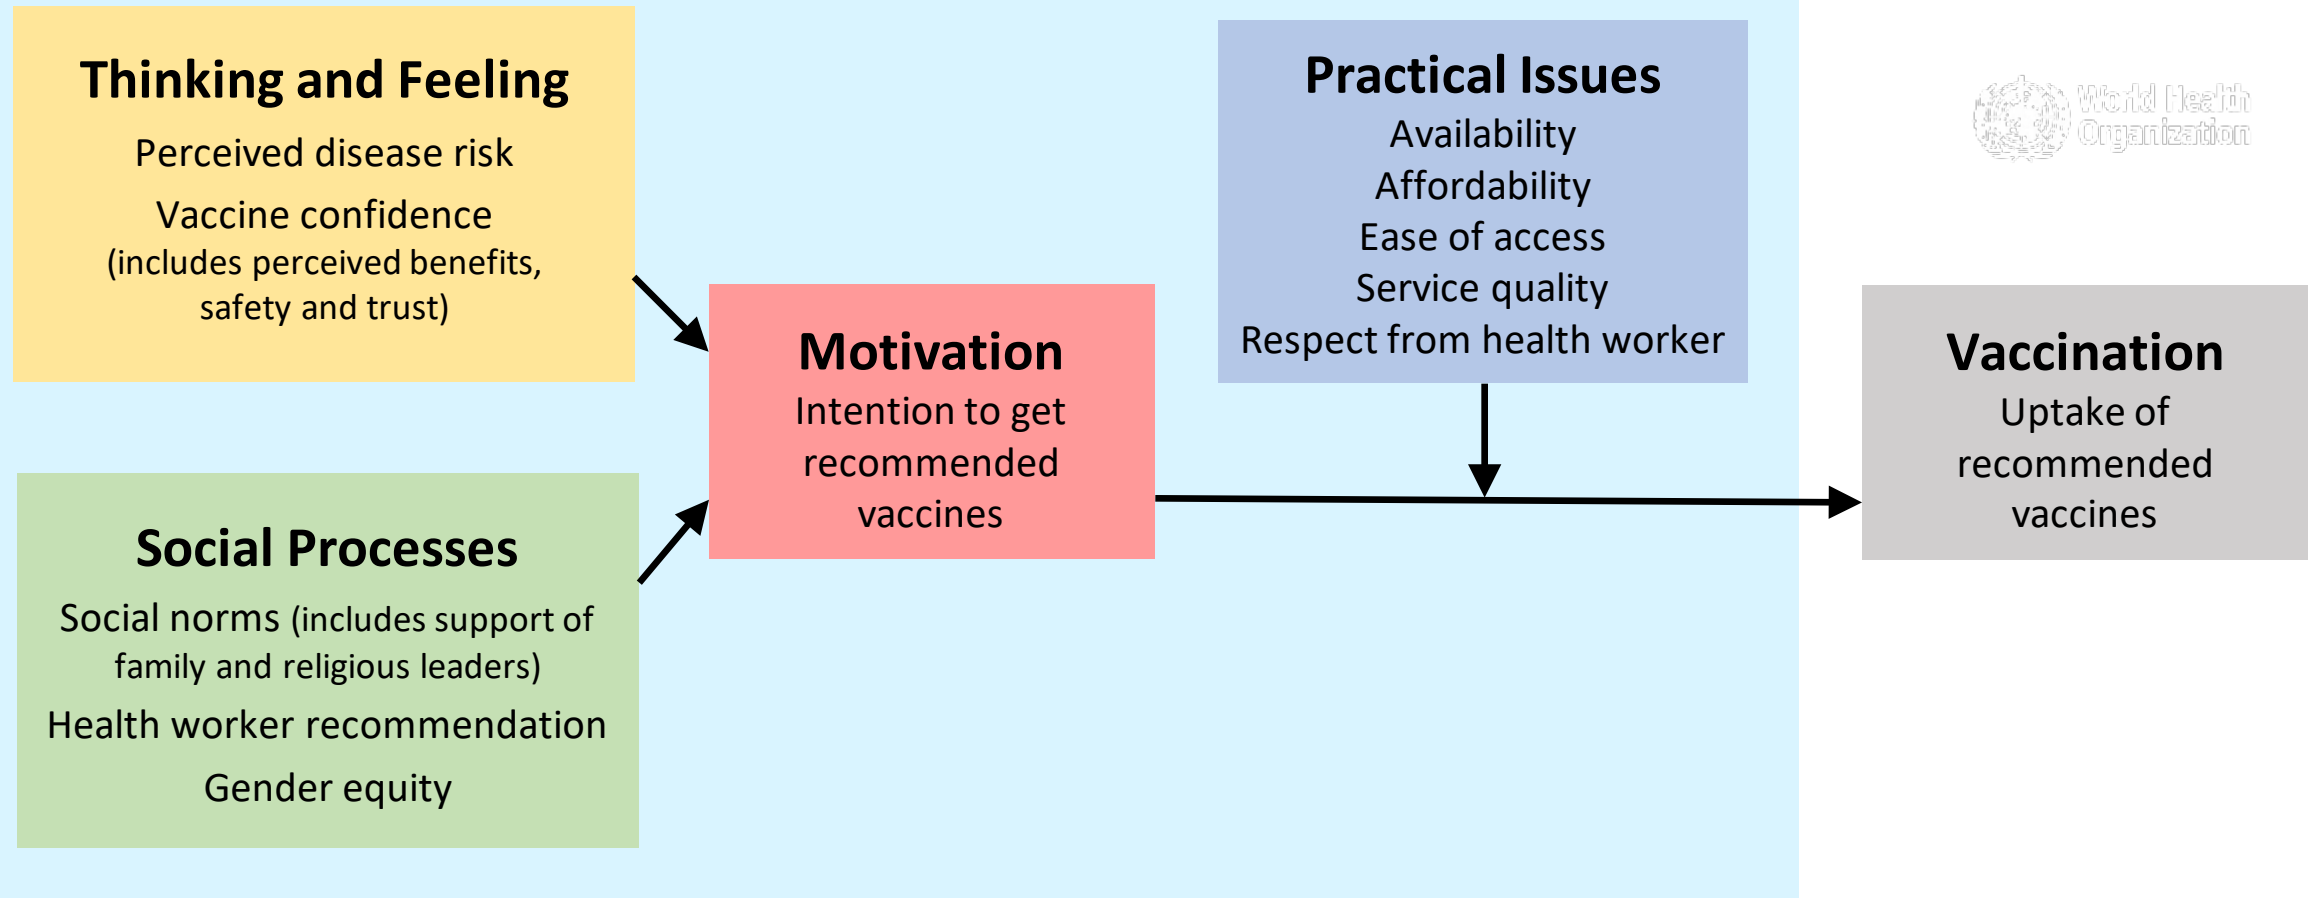 Thinking and Feeling
Perceived disease risk
Vaccine confidence
(includes perceived benefits,
safety and trust)
Social Processes
Social norms (includes support of
family and religious leaders)
Health worker recommendation
Gender equity
Motivation
Intention to get
recommended
vaccines
Practical Issues
Availability
Affordability
Ease of access
Service quality
Respect from health worker
World Health
Organization
Vaccination
Uptake of
recommended
vaccines